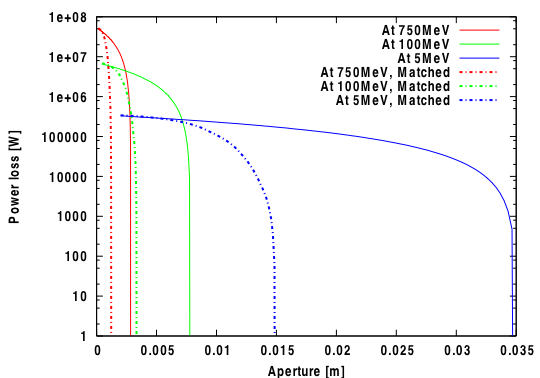 1e+08
1e+07
1e+06
100000
10000
1000
100
10
1
Power loss [W]
At 750MeV
At 100MeV
At 5MeV
At 750MeV, Matched
At 100MeV, Matched
At 5MeV, Matched
0 0.005 0.01 0.015 0.02 0.025 0.03 0.035
Aperture [m]